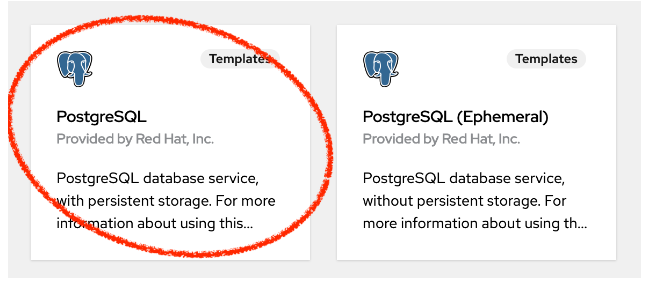 Templates
PostgreSQL
Provided by Red Hat, Inc.
PostgreSQL database service,
with persistent storage. For more
information about using this...
Templates
PostgreSQL (Ephemeral)
Provided by Red Hat, Inc.
PostgreSQL database service,
without persistent storage. For
more information about using th...